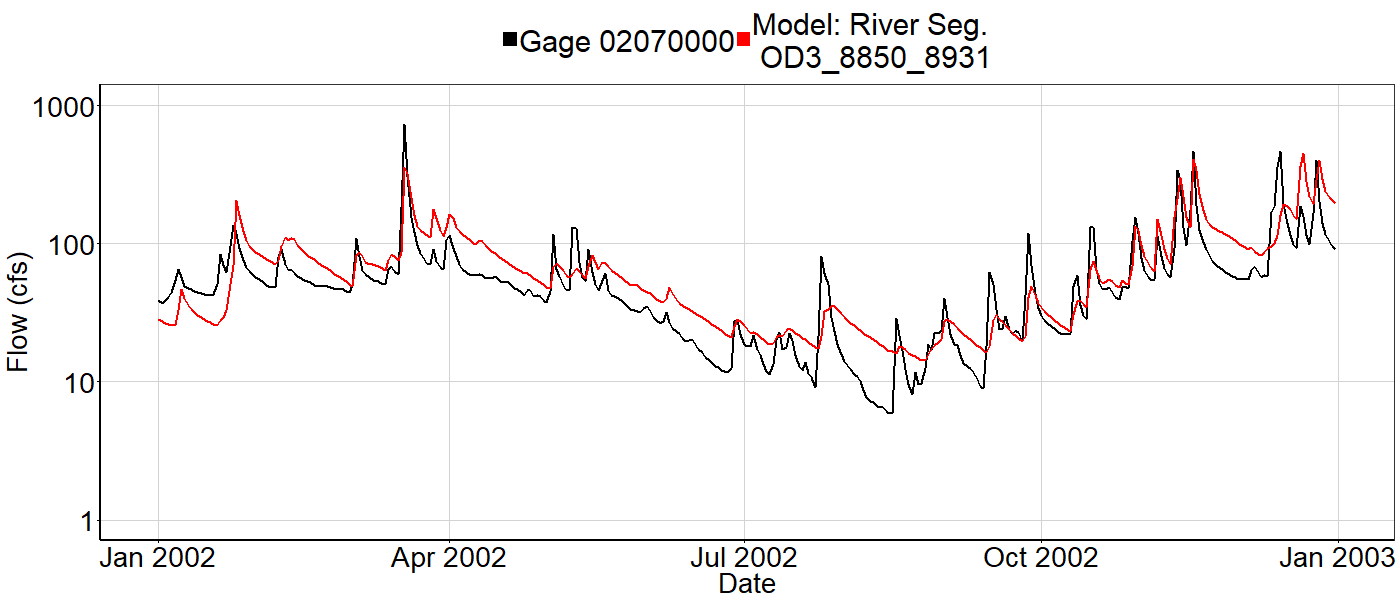 Gage 02070000 Model: River Seg.
OD3_8850_8931
1000
100
10
1
Flow (cfs)
Jan 2002 Apr 2002 Jul 2002 Oct 2002 Jan 2003
Date